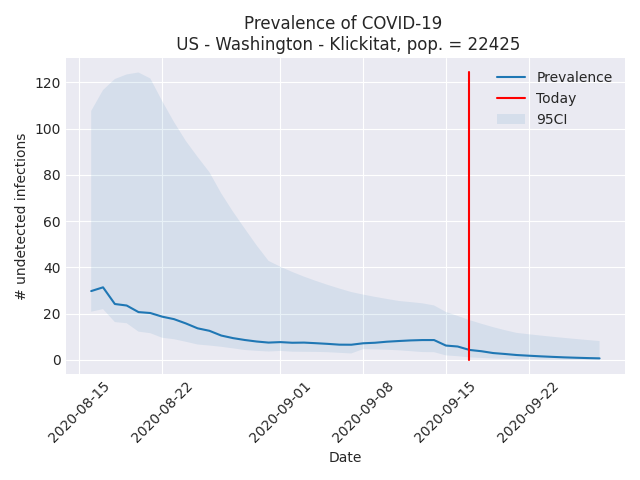 Prevalence of COVID-19
US - Washington - Klickitat, pop. = 22425
Prevalence
Today
95CI
# undetected infections
120
100
80
60
40
20
0
2020-08-15
2020-08-22
2020-09-01
2020-09-08
2020-09-15
2020-09-22
Date